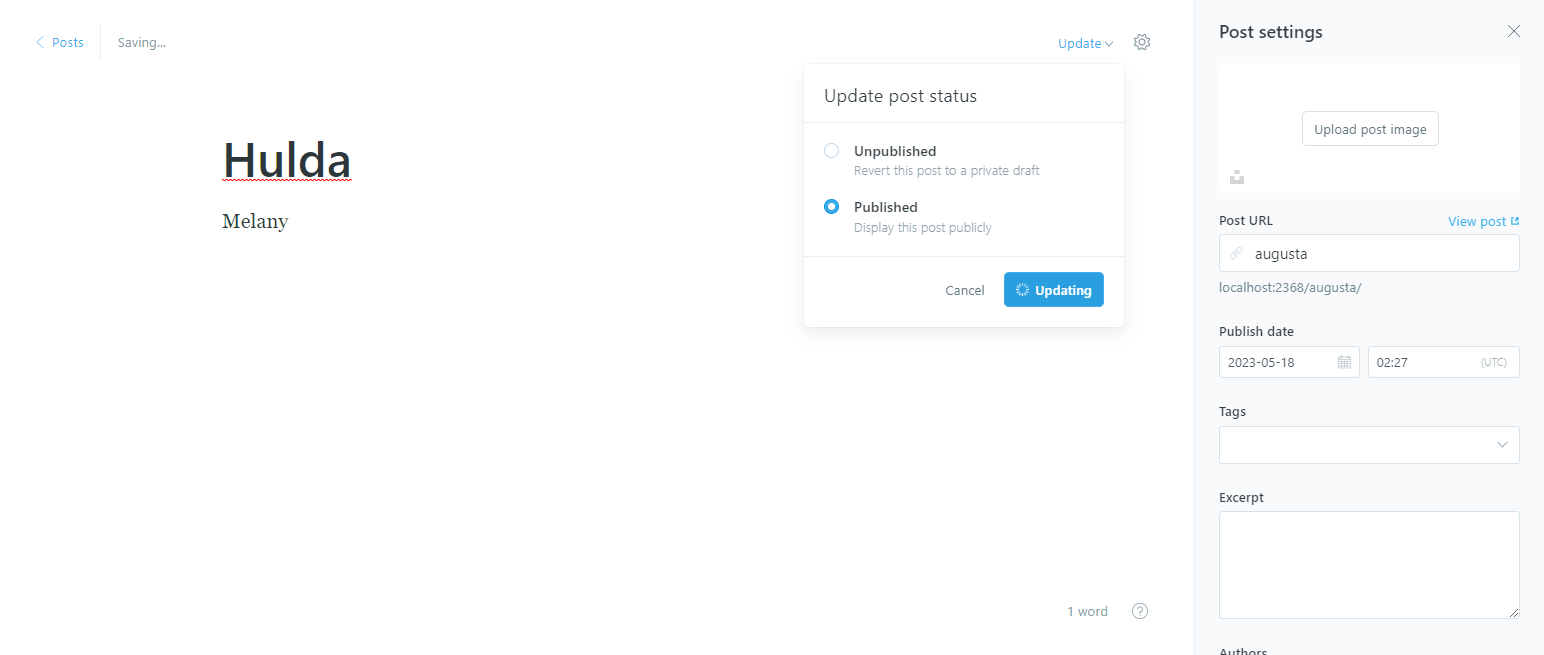 Posts
Saving...
Update
Update post status
Unpublished
Revert this post to a private draft
Published
Display this post publicly
Cancel
Updating
Hulda
Melany
1 word
?
Post settings
Upload post image
Post URL
View post
augusta
localhost:2368/augusta/
Publish date
2023-05-18
02:27 (UTC)
Tags
Excerpt
Authors